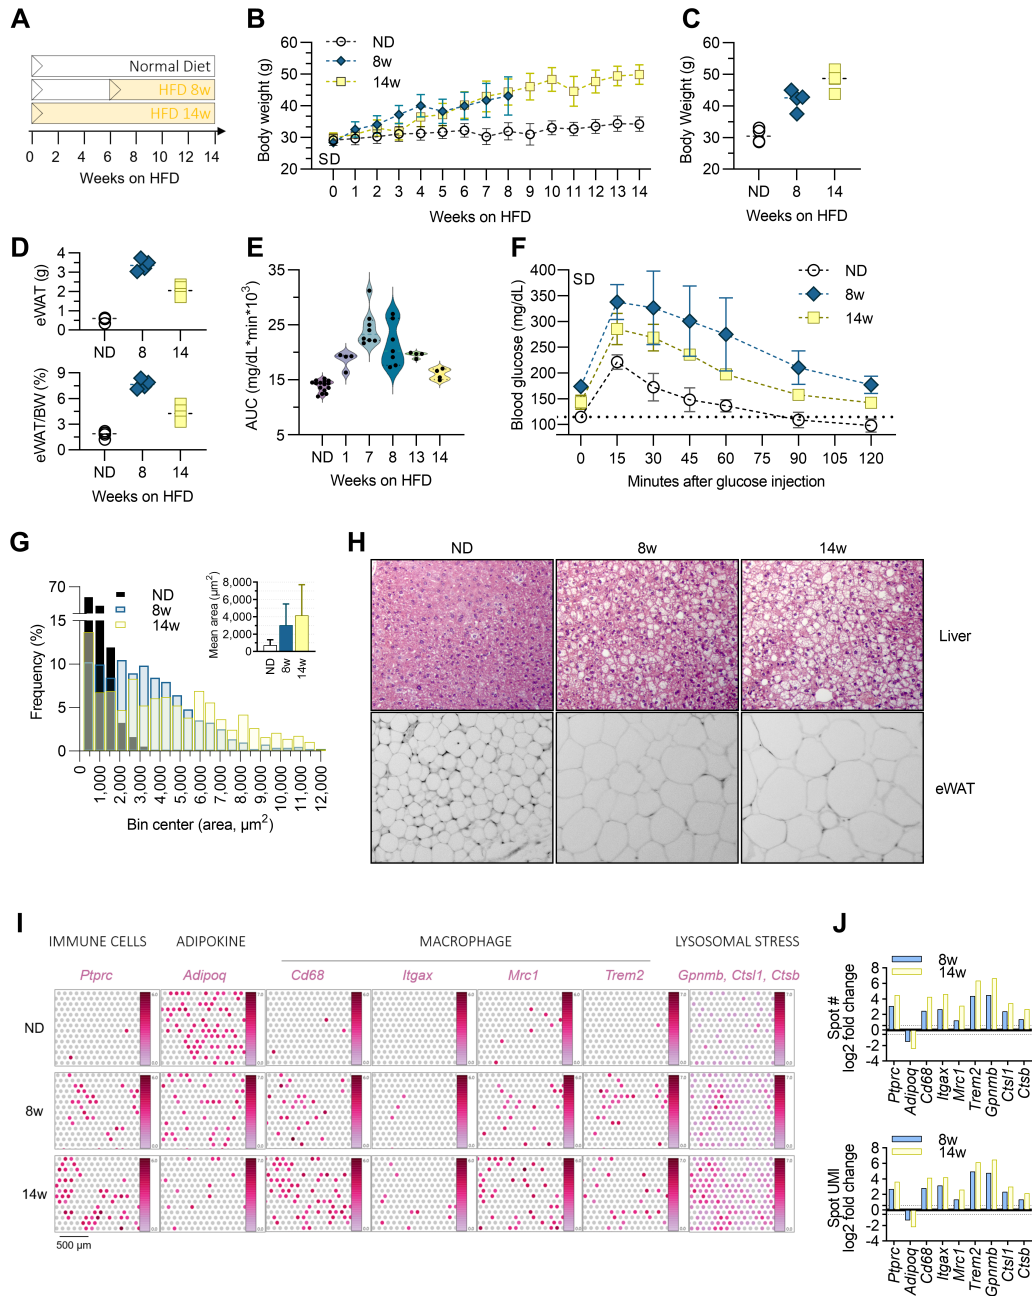 A
Normal Diet
HFD 8w
HFD 14w
0 2 4 6 8 10 12 14
Weeks on HFD
B
ND
8w
14w
Body weight (g)
60
50
40
30
20
SD
0 1 2 3 4 5 6 7 8 9 10 11 12 13 14
Weeks on HFD
C
Body Weight (g)
60
50
40
30
20
ND 8 14
Weeks on HFD
D
eWAT (g)
4
3
2
1
0
ND 8 14
eWAT/BW (%)
9
6
3
0
ND 8 14
Weeks on HFD
E
AUC (mg/dL*min*10³)
35
25
15
5
ND 1 7 8 13 14
Weeks on HFD
F
Blood glucose (mg/dL)
400
350
300
250
200
150
100
SD
ND
8w
14w
0 15 30 45 60 75 90 105 120
Minutes after glucose injection
G
Frequency (%)
70
15
10
5
0
ND
8w
14w
Mean area (µm²)
8,000
6,000
4,000
2,000
0
ND 8w 14w
0 1,000 2,000 3,000 4,000 5,000 6,000 7,000 8,000 9,000 10,000 11,000 12,000
Bin center (area, µm²)
H
ND 8w 14w
Liver
eWAT
I
IMMUNE CELLS ADIPOKINE MACROPHAGE LYSOSOMAL STRESS
Ptprc Adipoq Cd68 Itgax Mrc1 Trem2 Gpnmb, Ctsl1, Ctsb
ND
8w
14w
500 µm
J
8w
14w
Spot #
log2 fold change
8
6
4
2
0
−2
−4
Ptprc Adipoq Cd68 Itgax Mrc1 Trem2 Gpnmb Ctsl1 Ctsb
8w
14w
Spot UMI
log2 fold change
8
6
4
2
0
−2
−4
Ptprc Adipoq Cd68 Itgax Mrc1 Trem2 Gpnmb Ctsl1 Ctsb